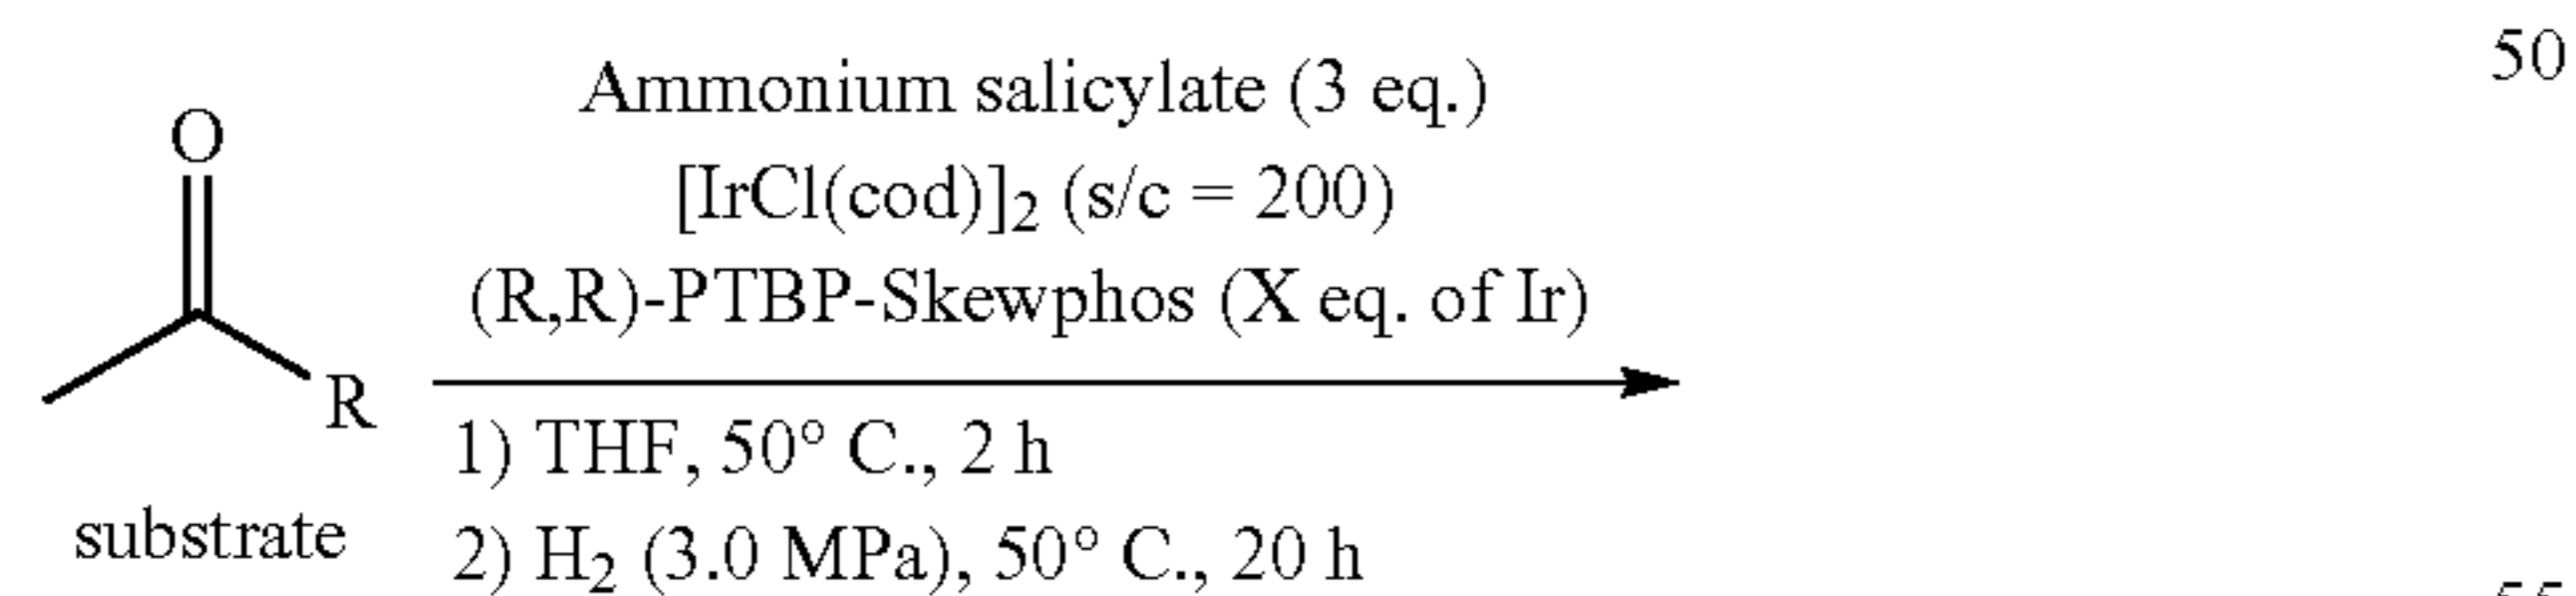 50
Ammonium salicylate (3 eq.)
O
[IrCl(cod)]2 (s/c = 200)
(R,R)-PTBP-Skewphos (X eq. of Ir)
R
1) THF, 50° C., 2 h
substrate
2) H2 (3.0 MPa), 50° C., 20 h